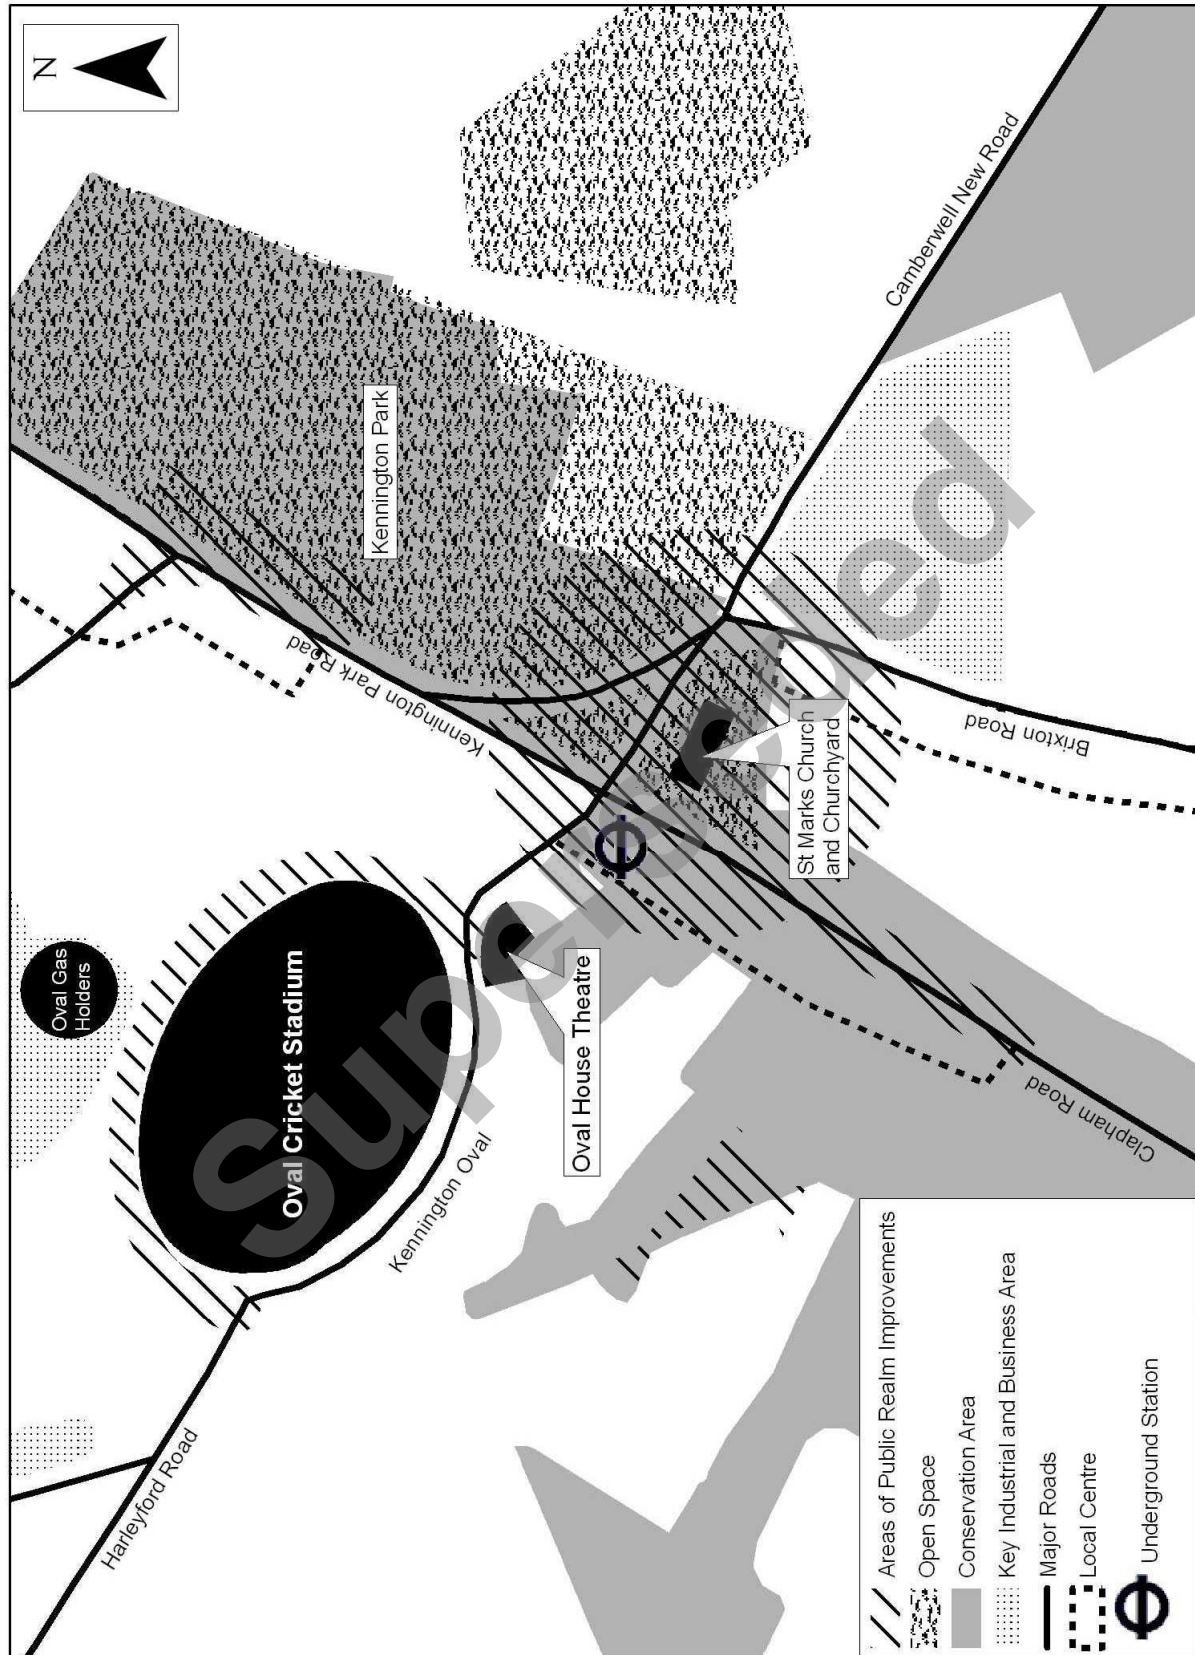 N
Oval Gas
Holders
Oval Cricket Stadium
Kennington Park
Kennington Park Road
Harleyford Road
Kennington Oval
Oval House Theatre
St Marks Church
and Churchyard
Camberwell New Road
Brixton Road
Clapham Road
Superseded
Areas of Public Realm Improvements
Open Space
Conservation Area
Key Industrial and Business Area
Major Roads
Local Centre
Underground Station